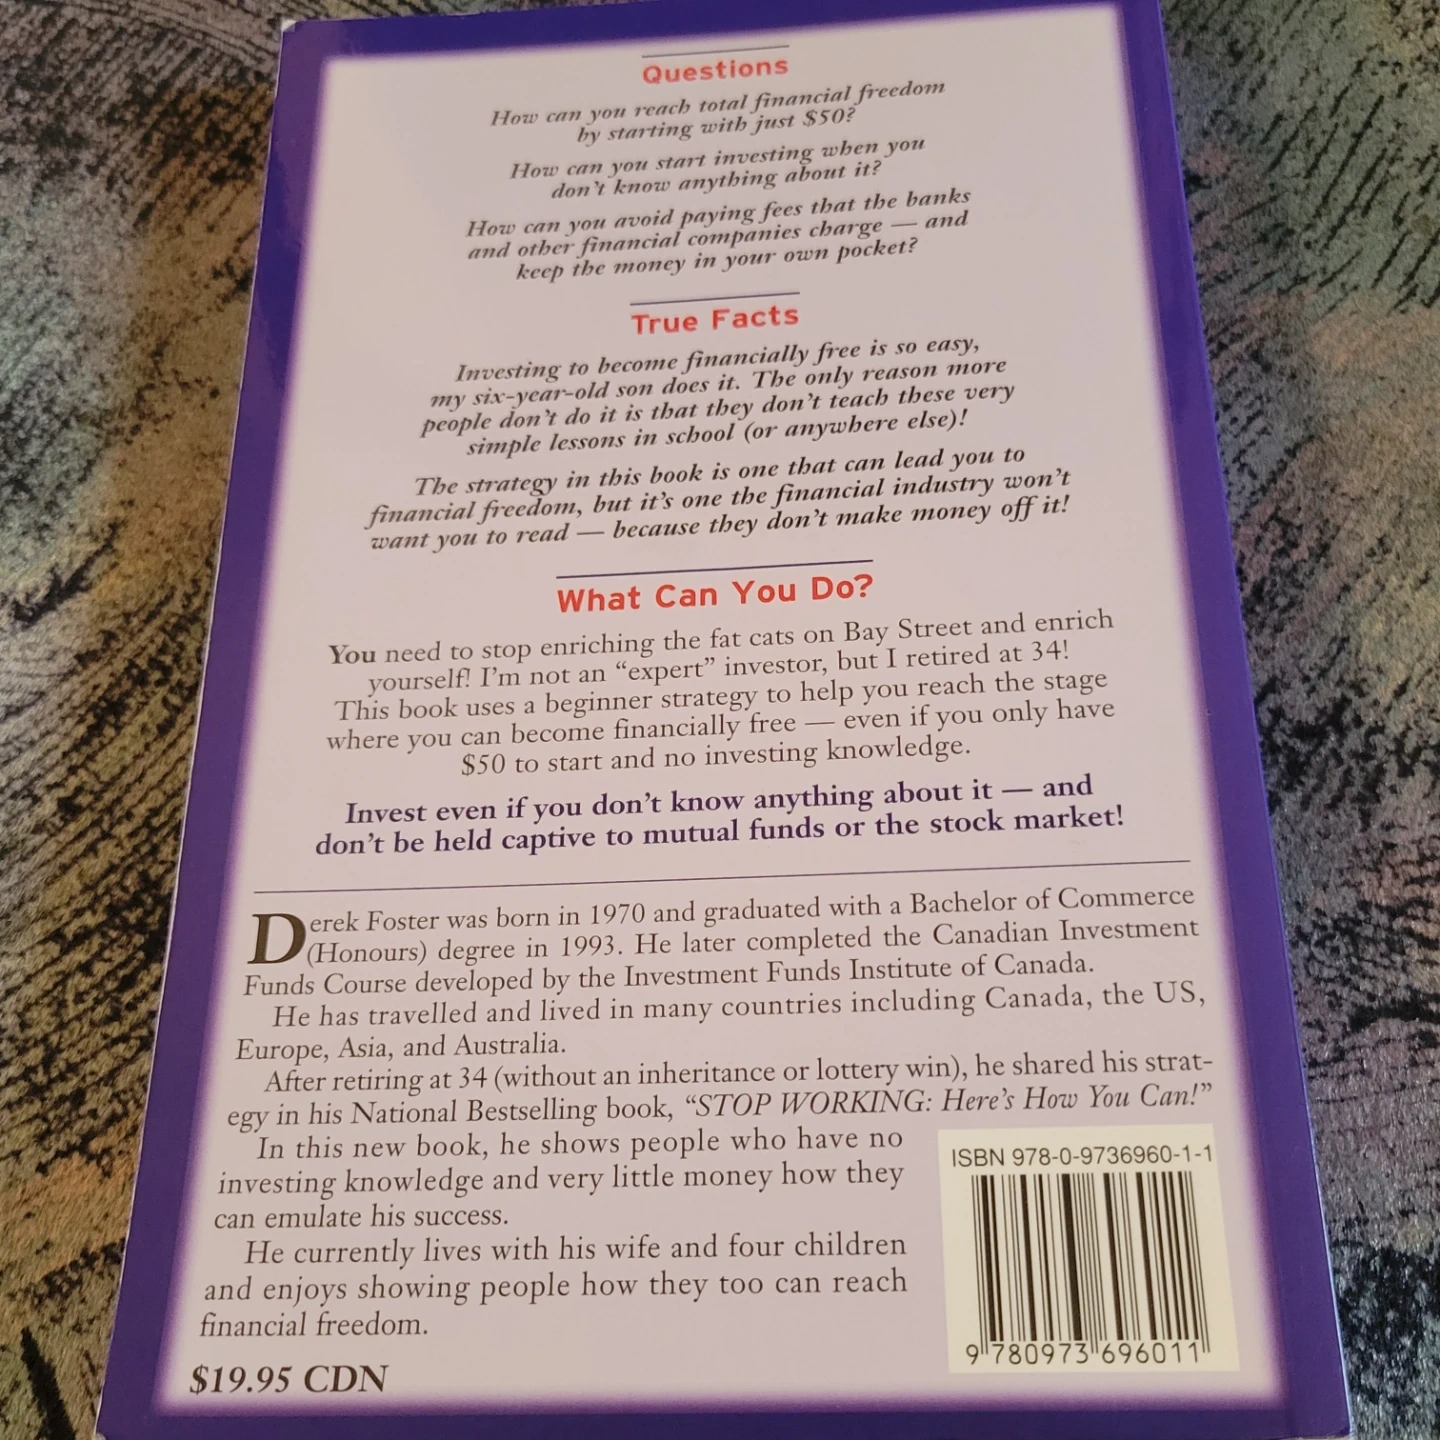 Questions
How can you reach total financial freedom
by starting with just $50?
How can you start investing when you
don't know anything about it?
How can you avoid paying fees that the banks
and other financial companies charge — and
keep the money in your own pocket?
True Facts
Investing to become financially free is so easy,
my six-year-old son does it. The only reason more
people don't do it is that they don't teach these very
simple lessons in school (or anywhere else)!
The strategy in this book is one that can lead you to
financial freedom, but it's one the financial industry won't
want you to read — because they don't make money off it!
What Can You Do?
You need to stop enriching the fat cats on Bay Street and enrich
yourself! I'm not an “expert” investor, but I retired at 34!
This book uses a beginner strategy to help you reach the stage
where you can become financially free — even if you only have
$50 to start and no investing knowledge.
Invest even if you don't know anything about it — and
don't be held captive to mutual funds or the stock market!
Derek Foster was born in 1970 and graduated with a Bachelor of Commerce
(Honours) degree in 1993. He later completed the Canadian Investment
Funds Course developed by the Investment Funds Institute of Canada.
He has travelled and lived in many countries including Canada, the US,
Europe, Asia, and Australia.
After retiring at 34 (without an inheritance or lottery win), he shared his strat-
egy in his National Bestselling book, “STOP WORKING: Here's How You Can!”
In this new book, he shows people who have no
investing knowledge and very little money how they
can emulate his success.
He currently lives with his wife and four children
and enjoys showing people how they too can reach
financial freedom.
$19.95 CDN
ISBN 978-0-9736960-1-1
9 780973 696011